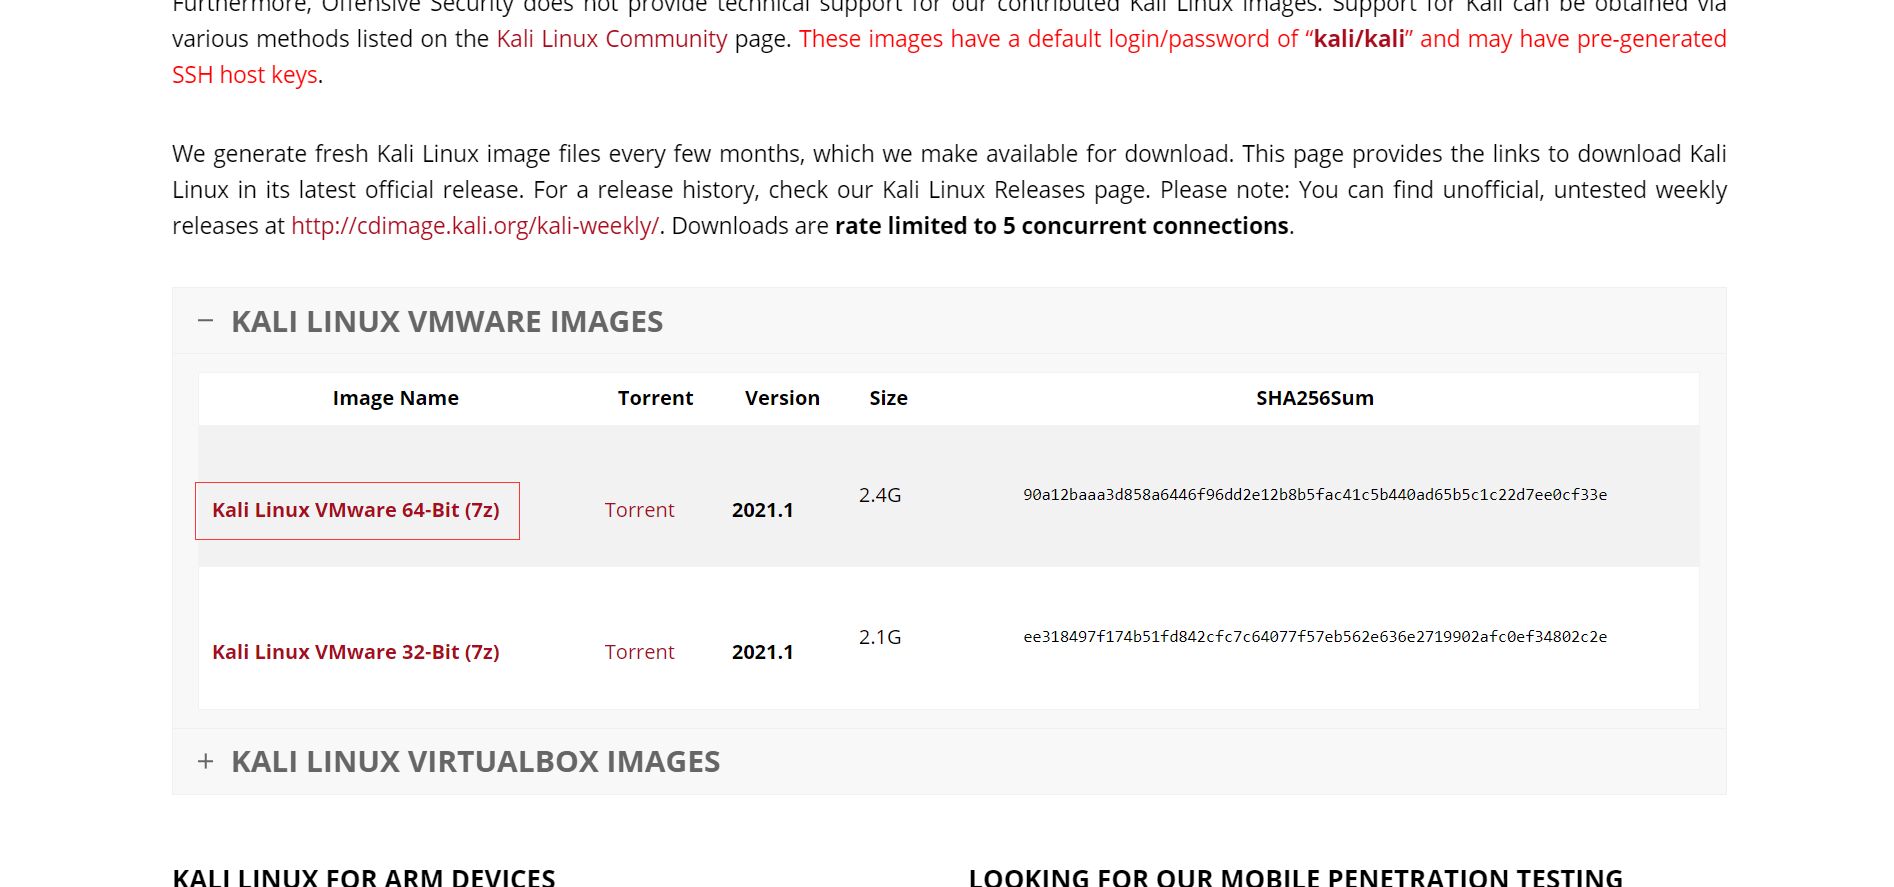 Furthermore, Offensive Security does not provide technical support for our contributed Kali Linux images. Support for Kali can be obtained via
various methods listed on the Kali Linux Community page. These images have a default login/password of “kali/kali” and may have pre-generated
SSH host keys.
We generate fresh Kali Linux image files every few months, which we make available for download. This page provides the links to download Kali
Linux in its latest official release. For a release history, check our Kali Linux Releases page. Please note: You can find unofficial, untested weekly
releases at http://cdimage.kali.org/kali-weekly/. Downloads are rate limited to 5 concurrent connections.
− KALI LINUX VMWARE IMAGES
Image Name Torrent Version Size SHA256Sum
Kali Linux VMware 64-Bit (7z) Torrent 2021.1 2.4G 90a12baaa3d858a6446f96dd2e12b8b5fac41c5b440ad65b5c1c22d7ee0cf33e
Kali Linux VMware 32-Bit (7z) Torrent 2021.1 2.1G ee318497f174b51fd842cfc7c64077f57eb562e636e2719902afc0ef34802c2e
+ KALI LINUX VIRTUALBOX IMAGES
KALI LINUX FOR ARM DEVICES
LOOKING FOR OUR MOBILE PENETRATION TESTING